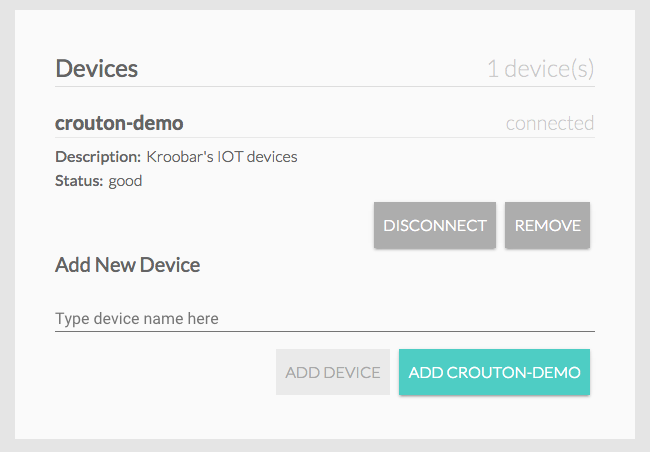 Devices 1 device(s)
crouton-demo connected
Description: Kroobar's IOT devices
Status: good
DISCONNECT REMOVE
Add New Device
Type device name here
ADD DEVICE ADD CROUTON-DEMO